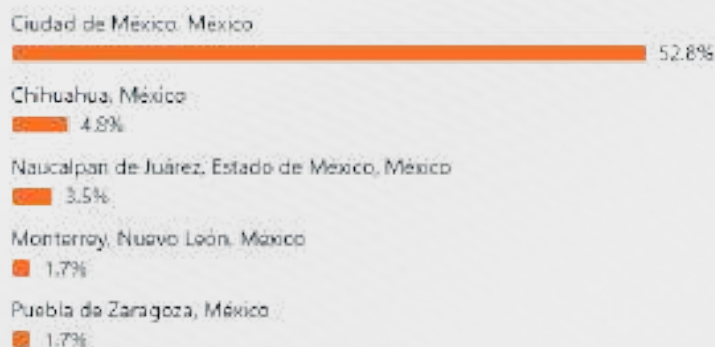 Ciudad de México, México
52.8%
Chihuahua, México
4.8%
Naucalpan de Juárez, Estado de México, México
3.5%
Monterrey, Nuevo León, México
1.7%
Puebla de Zaragoza, México
1.7%